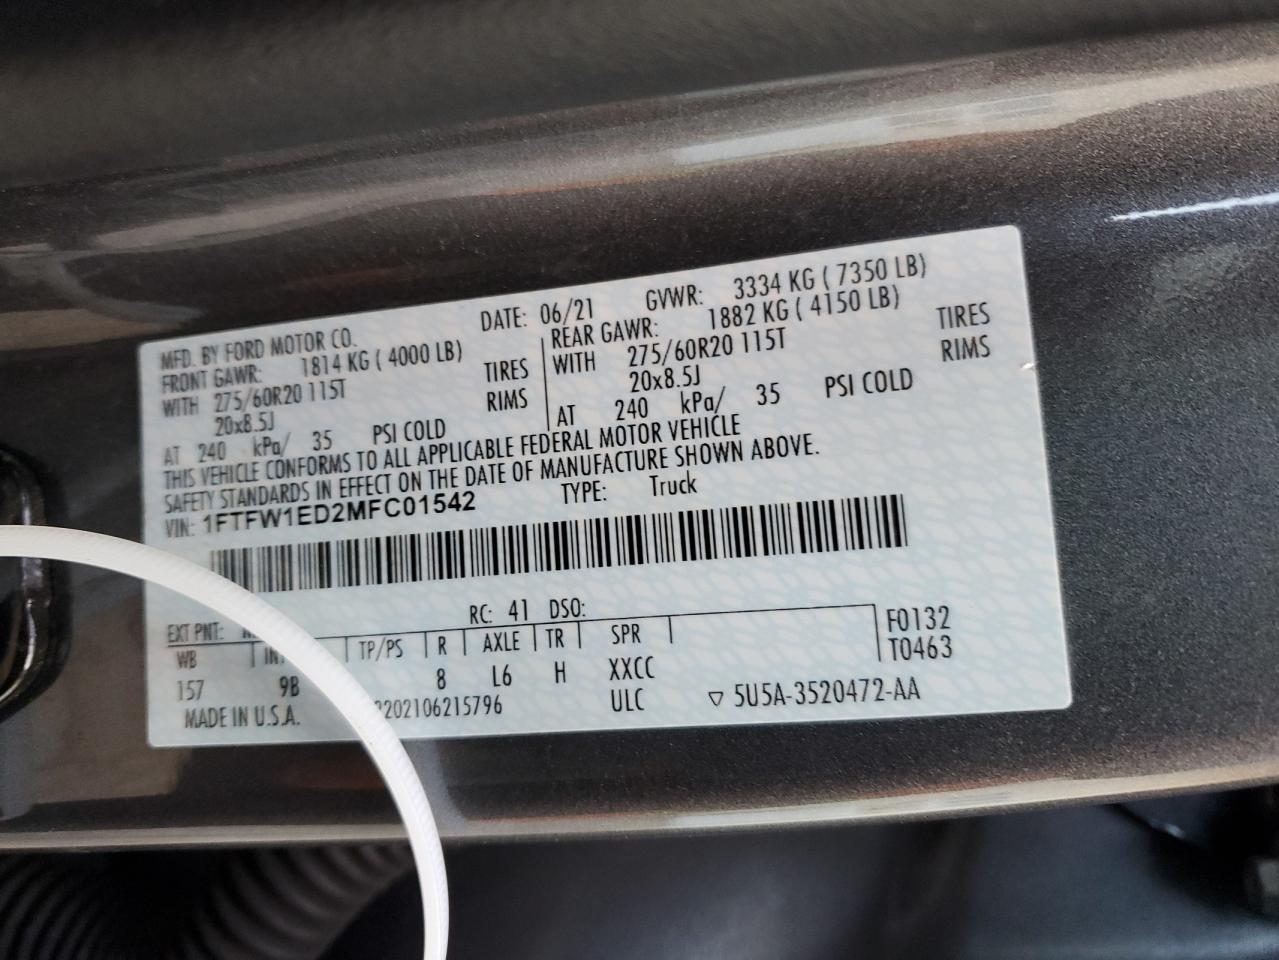 MFD. BY FORD MOTOR CO.
DATE: 06/21 GVWR: 3334 KG ( 7350 LB)
FRONT GAWR: 1814 KG ( 4000 LB)
WITH 275/60R20 115T TIRES
20x8.5J RIMS
AT 240 kPa/ 35 PSI COLD
REAR GAWR: 1882 KG ( 4150 LB)
WITH 275/60R20 115T TIRES
20x8.5J RIMS
AT 240 kPa/ 35 PSI COLD
THIS VEHICLE CONFORMS TO ALL APPLICABLE FEDERAL MOTOR VEHICLE
SAFETY STANDARDS IN EFFECT ON THE DATE OF MANUFACTURE SHOWN ABOVE.
VIN: 1FTFW1ED2MFC01542 TYPE: Truck
EXT PNT: RC: 41 DSO:
WB TP/PS R AXLE TR SPR F0132
157 9B 8 L6 H XXCC T0463
MADE IN U.S.A. 202106215796 ULC ▽ 5U5A-3520472-AA